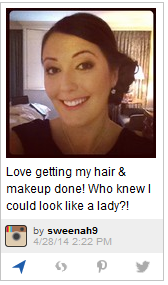 Love getting my hair &
makeup done! Who knew I
could look like a lady?!
by sweenah9
4/28/14 2:22 PM